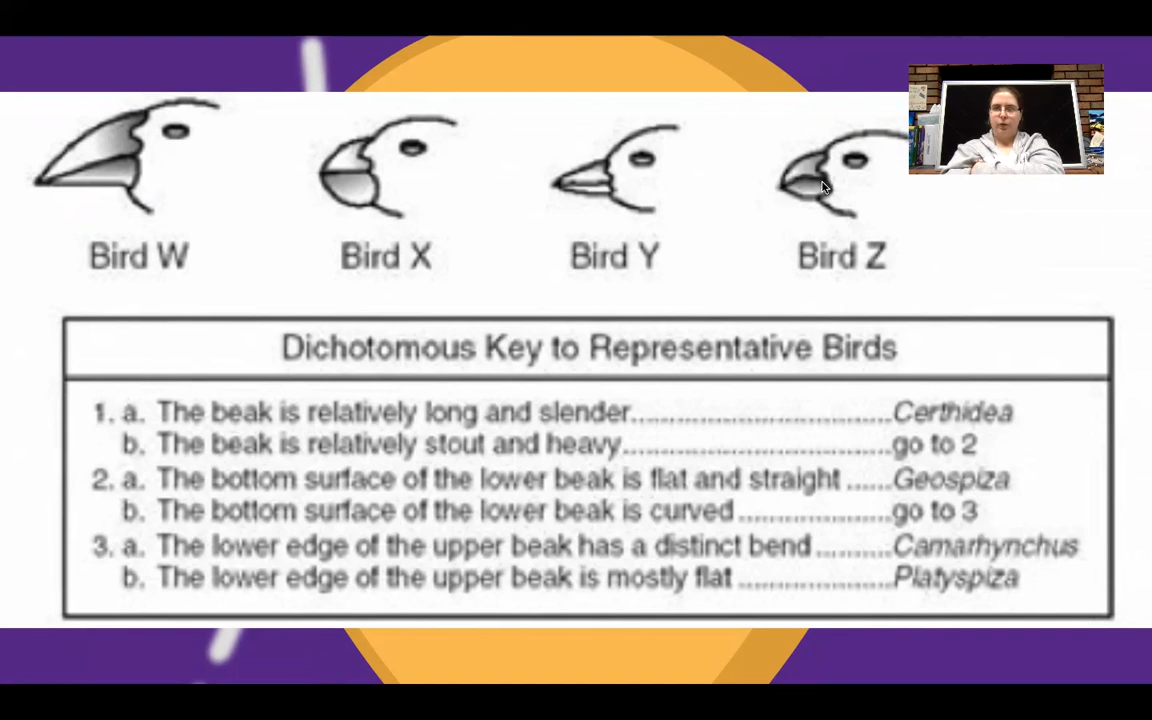 Bird W Bird X Bird Y Bird Z
Dichotomous Key to Representative Birds
1. a. The beak is relatively long and slender................................Certhidea
b. The beak is relatively stout and heavy.................................go to 2
2. a. The bottom surface of the lower beak is flat and straight ......Geospiza
b. The bottom surface of the lower beak is curved ....................go to 3
3. a. The lower edge of the upper beak has a distinct bend ..........Camarhynchus
b. The lower edge of the upper beak is mostly flat ....................Platyspiza